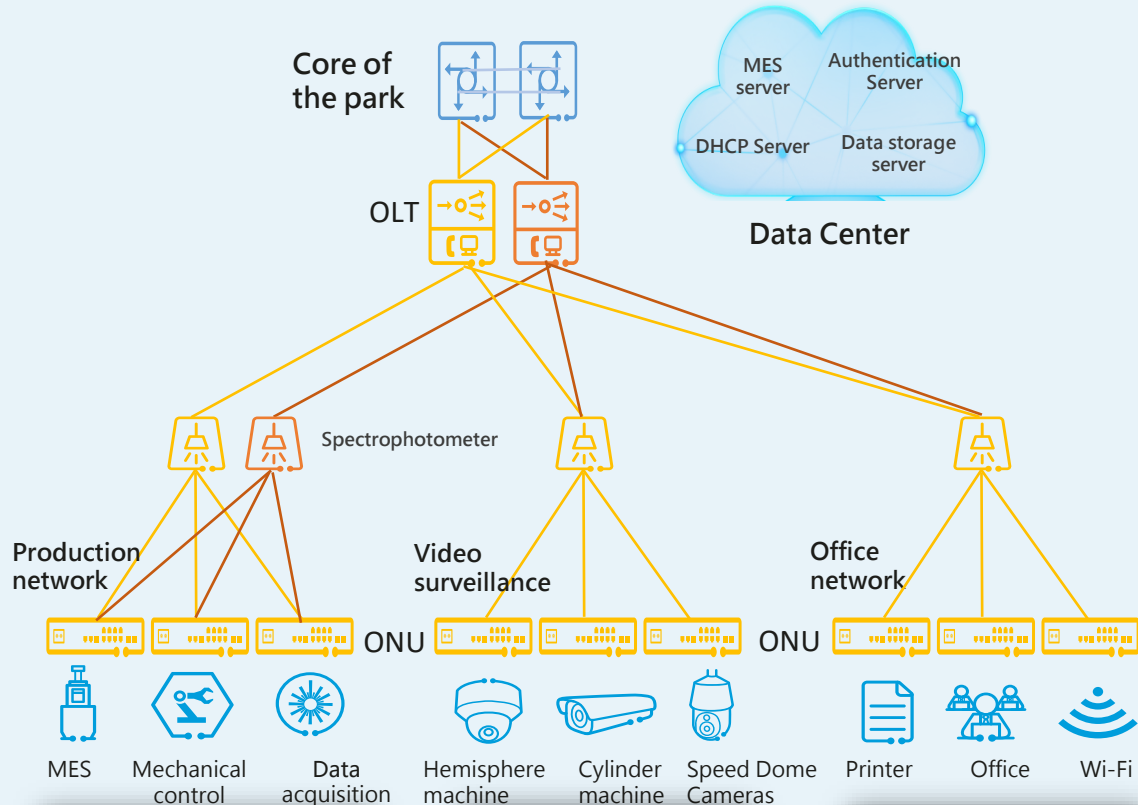 Core of
the park
MES
server
Authentication
Server
DHCP Server
Data storage
server
OLT
Data Center
Spectrophotometer
Production
network
Video
surveillance
Office
network
ONU
ONU
MES
Mechanical
control
Data
acquisition
Hemisphere
machine
Cylinder
machine
Speed Dome
Cameras
Printer
Office
Wi-Fi